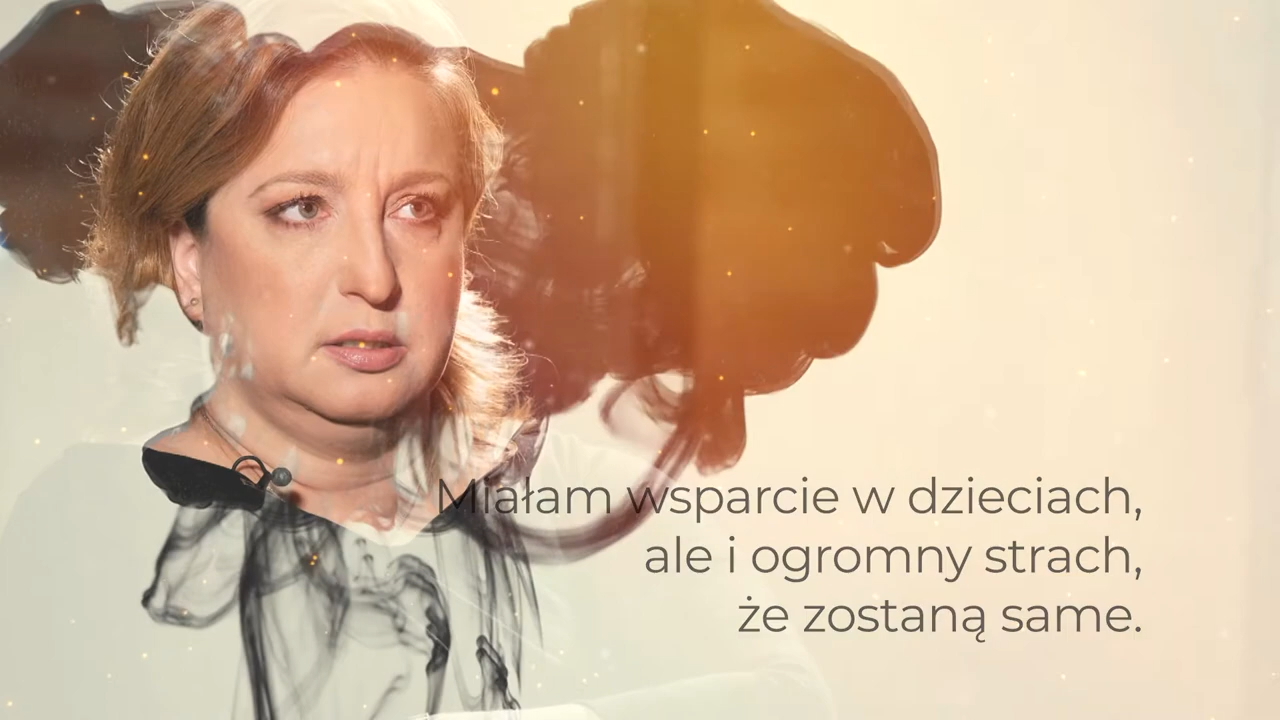 Miałam wsparcie w dzieciach,
ale i ogromny strach,
że zostaną same.